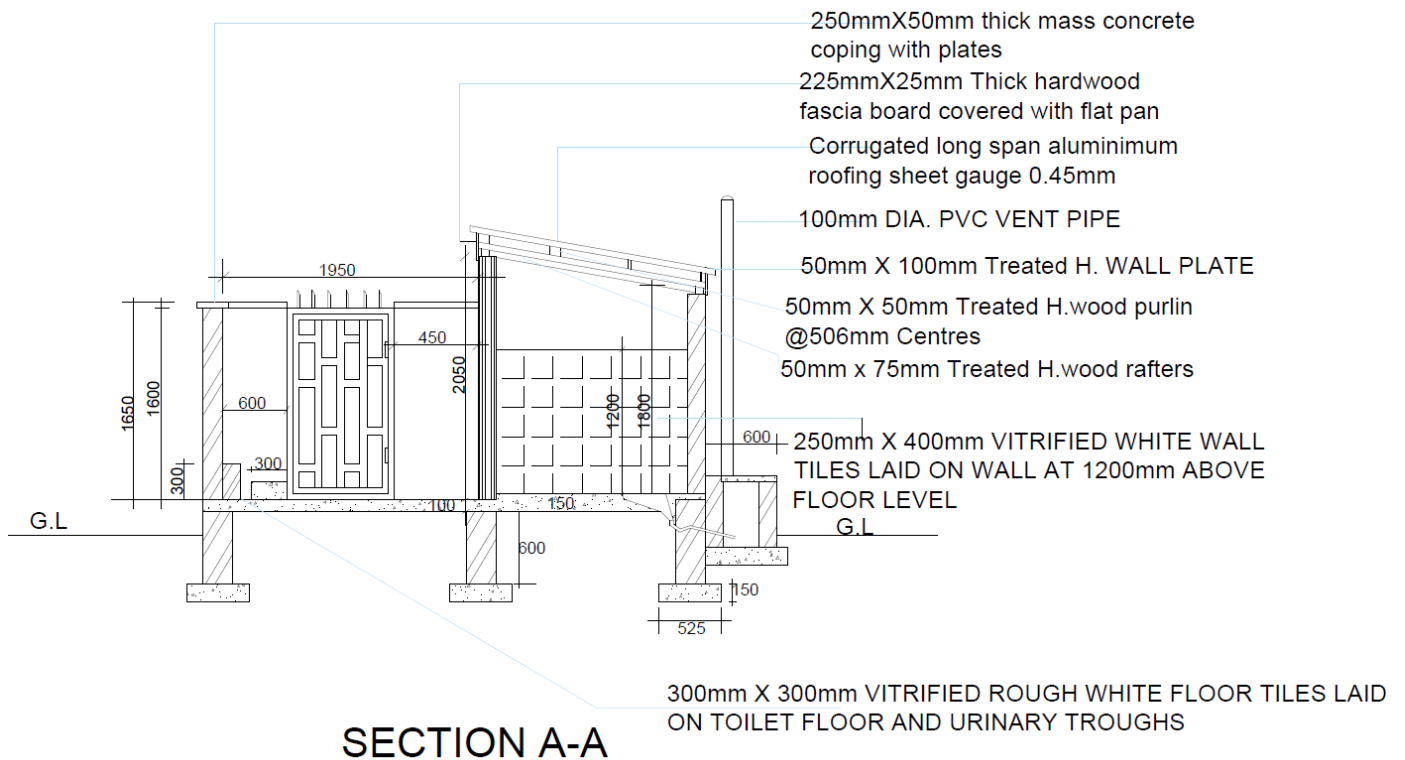 250mmX50mm thick mass concrete
coping with plates
225mmX25mm Thick hardwood
fascia board covered with flat pan
Corrugated long span aluminimum
roofing sheet gauge 0.45mm
100mm DIA. PVC VENT PIPE
50mm X 100mm Treated H. WALL PLATE
50mm X 50mm Treated H.wood purlin
@506mm Centres
50mm x 75mm Treated H.wood rafters
250mm X 400mm VITRIFIED WHITE WALL
TILES LAID ON WALL AT 1200mm ABOVE
FLOOR LEVEL
1950
450
2050
1650
1600
600
300
300
1200
1800
600
100
150
G.L
G.L
600
150
525
300mm X 300mm VITRIFIED ROUGH WHITE FLOOR TILES LAID
ON TOILET FLOOR AND URINARY TROUGHS
SECTION A-A